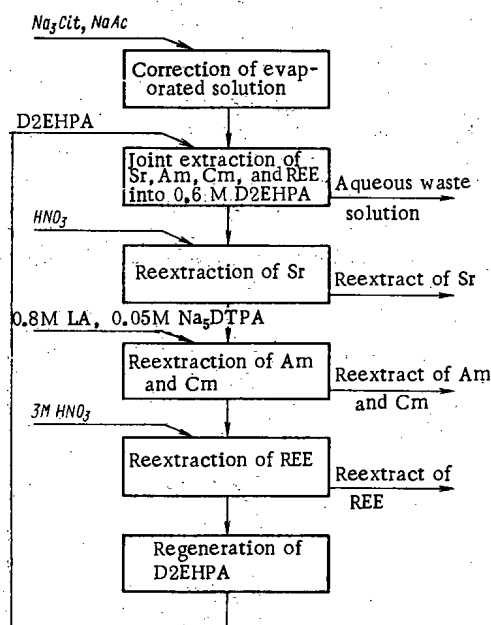 Na₃Cit, NaAc
Correction of evap-
orated solution
D2EHPA
Joint extraction of
Sr, Am, Cm, and REE
into 0.6 M D2EHPA
Aqueous waste
solution
HNO₃
Reextraction of Sr
Reextract of Sr
0.8M LA, 0.05M Na₅DTPA
Reextraction of Am
and Cm
Reextract of Am
and Cm
3M HNO₃
Reextraction of REE
Reextract of
REE
Regeneration of
D2EHPA